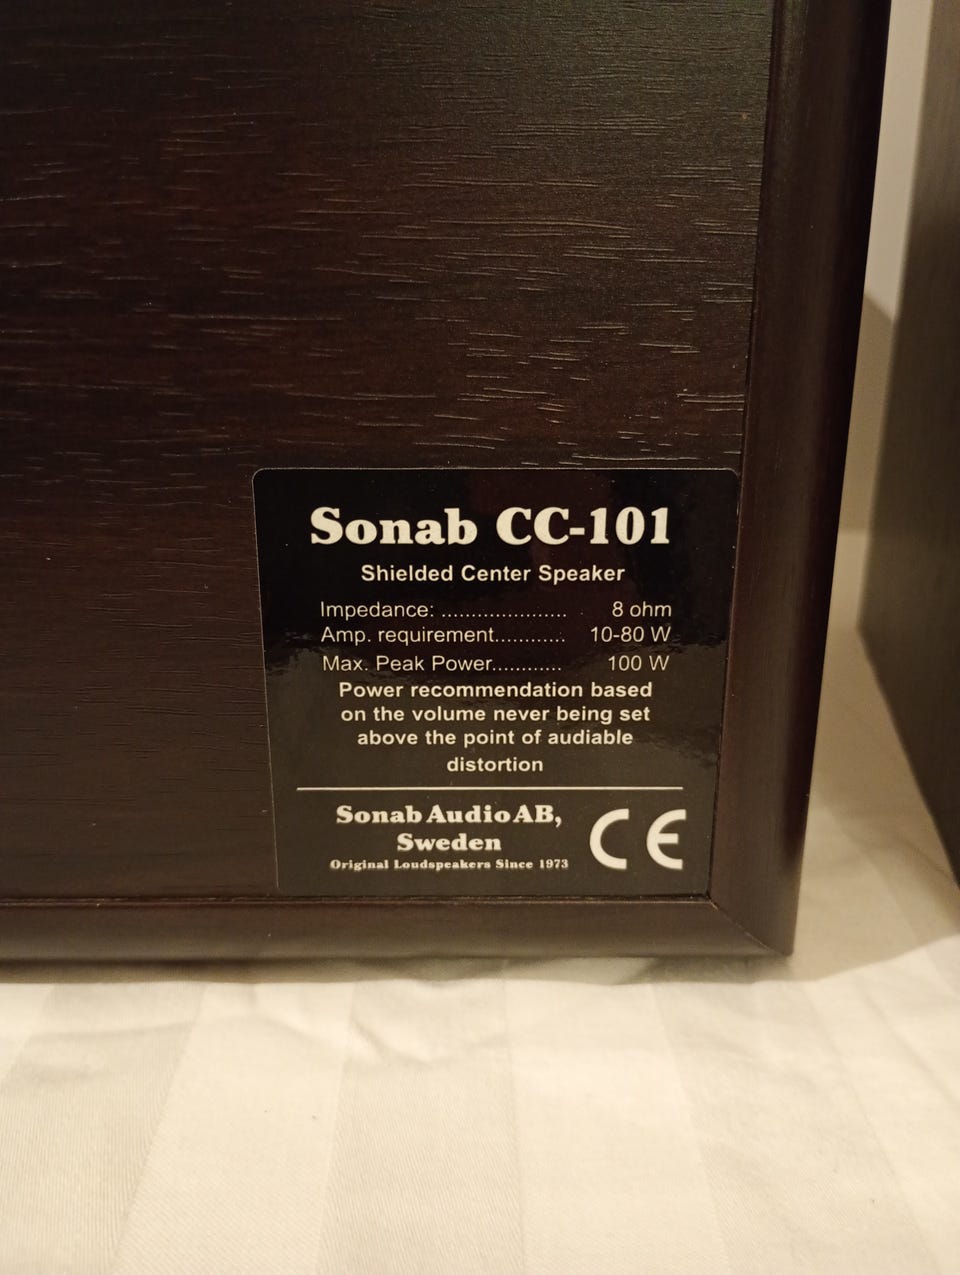 Sonab CC-101
Shielded Center Speaker
Impedance: ..................... 8 ohm
Amp. requirement............ 10-80 W
Max. Peak Power............ 100 W
Power recommendation based
on the volume never being set
above the point of audiable
distortion
Sonab Audio AB,
Sweden
Original Loudspeakers Since 1973
CE